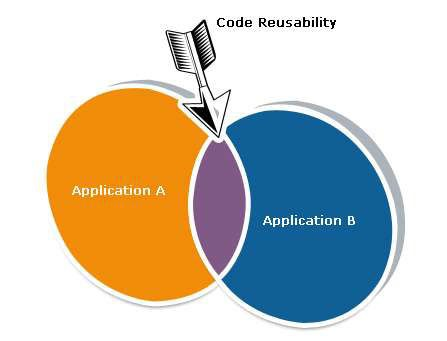 Code Reusability
Application A
Application B